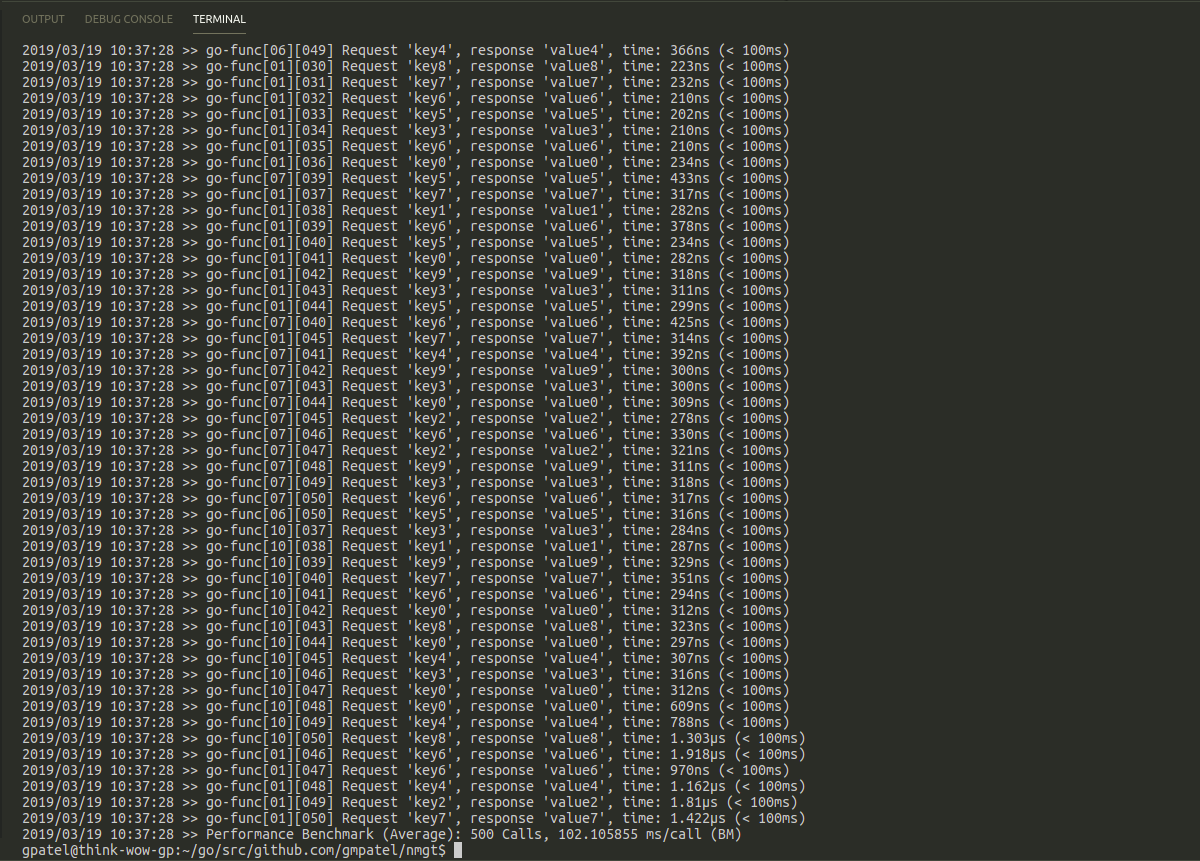 OUTPUT DEBUG CONSOLE TERMINAL
2019/03/19 10:37:28 >> go-func[06][049] Request 'key4', response 'value4', time: 366ns (< 100ms)
2019/03/19 10:37:28 >> go-func[01][030] Request 'key8', response 'value8', time: 223ns (< 100ms)
2019/03/19 10:37:28 >> go-func[01][031] Request 'key7', response 'value7', time: 232ns (< 100ms)
2019/03/19 10:37:28 >> go-func[01][032] Request 'key6', response 'value6', time: 210ns (< 100ms)
2019/03/19 10:37:28 >> go-func[01][033] Request 'key5', response 'value5', time: 202ns (< 100ms)
2019/03/19 10:37:28 >> go-func[01][034] Request 'key3', response 'value3', time: 210ns (< 100ms)
2019/03/19 10:37:28 >> go-func[01][035] Request 'key6', response 'value6', time: 210ns (< 100ms)
2019/03/19 10:37:28 >> go-func[01][036] Request 'key0', response 'value0', time: 234ns (< 100ms)
2019/03/19 10:37:28 >> go-func[07][039] Request 'key5', response 'value5', time: 433ns (< 100ms)
2019/03/19 10:37:28 >> go-func[01][037] Request 'key7', response 'value7', time: 317ns (< 100ms)
2019/03/19 10:37:28 >> go-func[01][038] Request 'key1', response 'value1', time: 282ns (< 100ms)
2019/03/19 10:37:28 >> go-func[01][039] Request 'key6', response 'value6', time: 378ns (< 100ms)
2019/03/19 10:37:28 >> go-func[01][040] Request 'key5', response 'value5', time: 234ns (< 100ms)
2019/03/19 10:37:28 >> go-func[01][041] Request 'key0', response 'value0', time: 282ns (< 100ms)
2019/03/19 10:37:28 >> go-func[01][042] Request 'key9', response 'value9', time: 318ns (< 100ms)
2019/03/19 10:37:28 >> go-func[01][043] Request 'key3', response 'value3', time: 311ns (< 100ms)
2019/03/19 10:37:28 >> go-func[01][044] Request 'key5', response 'value5', time: 299ns (< 100ms)
2019/03/19 10:37:28 >> go-func[07][040] Request 'key6', response 'value6', time: 425ns (< 100ms)
2019/03/19 10:37:28 >> go-func[01][045] Request 'key7', response 'value7', time: 314ns (< 100ms)
2019/03/19 10:37:28 >> go-func[07][041] Request 'key4', response 'value4', time: 392ns (< 100ms)
2019/03/19 10:37:28 >> go-func[07][042] Request 'key9', response 'value9', time: 300ns (< 100ms)
2019/03/19 10:37:28 >> go-func[07][043] Request 'key3', response 'value3', time: 300ns (< 100ms)
2019/03/19 10:37:28 >> go-func[07][044] Request 'key0', response 'value0', time: 309ns (< 100ms)
2019/03/19 10:37:28 >> go-func[07][045] Request 'key2', response 'value2', time: 278ns (< 100ms)
2019/03/19 10:37:28 >> go-func[07][046] Request 'key6', response 'value6', time: 330ns (< 100ms)
2019/03/19 10:37:28 >> go-func[07][047] Request 'key2', response 'value2', time: 321ns (< 100ms)
2019/03/19 10:37:28 >> go-func[07][048] Request 'key9', response 'value9', time: 311ns (< 100ms)
2019/03/19 10:37:28 >> go-func[07][049] Request 'key3', response 'value3', time: 318ns (< 100ms)
2019/03/19 10:37:28 >> go-func[07][050] Request 'key6', response 'value6', time: 317ns (< 100ms)
2019/03/19 10:37:28 >> go-func[06][050] Request 'key5', response 'value5', time: 316ns (< 100ms)
2019/03/19 10:37:28 >> go-func[10][037] Request 'key3', response 'value3', time: 284ns (< 100ms)
2019/03/19 10:37:28 >> go-func[10][038] Request 'key1', response 'value1', time: 287ns (< 100ms)
2019/03/19 10:37:28 >> go-func[10][039] Request 'key9', response 'value9', time: 329ns (< 100ms)
2019/03/19 10:37:28 >> go-func[10][040] Request 'key7', response 'value7', time: 351ns (< 100ms)
2019/03/19 10:37:28 >> go-func[10][041] Request 'key6', response 'value6', time: 294ns (< 100ms)
2019/03/19 10:37:28 >> go-func[10][042] Request 'key0', response 'value0', time: 312ns (< 100ms)
2019/03/19 10:37:28 >> go-func[10][043] Request 'key8', response 'value8', time: 323ns (< 100ms)
2019/03/19 10:37:28 >> go-func[10][044] Request 'key0', response 'value0', time: 297ns (< 100ms)
2019/03/19 10:37:28 >> go-func[10][045] Request 'key4', response 'value4', time: 307ns (< 100ms)
2019/03/19 10:37:28 >> go-func[10][046] Request 'key3', response 'value3', time: 316ns (< 100ms)
2019/03/19 10:37:28 >> go-func[10][047] Request 'key0', response 'value0', time: 312ns (< 100ms)
2019/03/19 10:37:28 >> go-func[10][048] Request 'key0', response 'value0', time: 609ns (< 100ms)
2019/03/19 10:37:28 >> go-func[10][049] Request 'key4', response 'value4', time: 788ns (< 100ms)
2019/03/19 10:37:28 >> go-func[10][050] Request 'key8', response 'value8', time: 1.303µs (< 100ms)
2019/03/19 10:37:28 >> go-func[01][046] Request 'key6', response 'value6', time: 1.918µs (< 100ms)
2019/03/19 10:37:28 >> go-func[01][047] Request 'key6', response 'value6', time: 970ns (< 100ms)
2019/03/19 10:37:28 >> go-func[01][048] Request 'key4', response 'value4', time: 1.162µs (< 100ms)
2019/03/19 10:37:28 >> go-func[01][049] Request 'key2', response 'value2', time: 1.81µs (< 100ms)
2019/03/19 10:37:28 >> go-func[01][050] Request 'key7', response 'value7', time: 1.422µs (< 100ms)
2019/03/19 10:37:28 >> Performance Benchmark (Average): 500 Calls, 102.105855 ms/call (BM)
gpatel@think-wow-gp:~/go/src/github.com/gmpatel/nmgt$